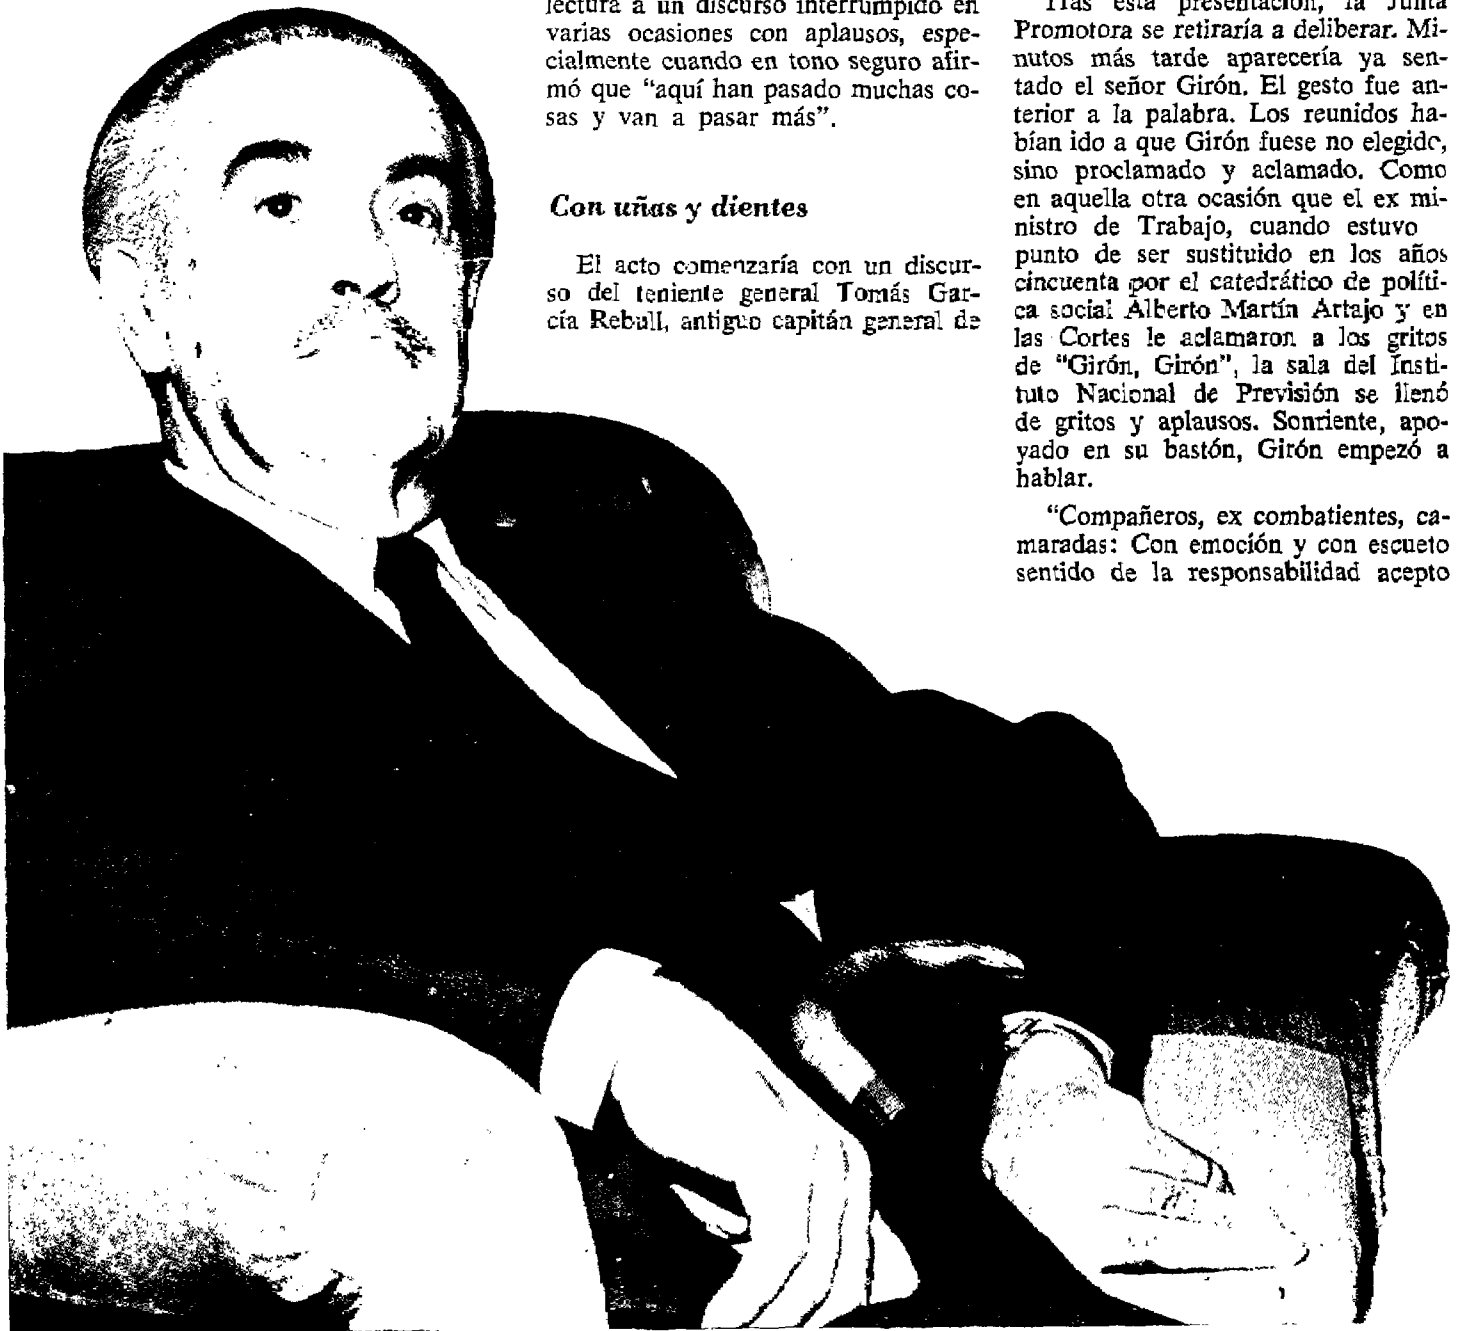 lectura a un discurso interrumpido en
varias ocasiones con aplausos, espe-
cialmente cuando en tono seguro afir-
mó que “aquí han pasado muchas co-
sas y van a pasar más”.
Con uñas y dientes
El acto comenzaría con un discur-
so del teniente general Tomás Gar-
cía Rebull, antiguo capitán general de
Tras esta presentación, la Junta
Promotora se retiraría a deliberar. Mi-
nutos más tarde aparecería ya sen-
tado el señor Girón. El gesto fue an-
terior a la palabra. Los reunidos ha-
bían ido a que Girón fuese no elegido,
sino proclamado y aclamado. Como
en aquella otra ocasión que el ex mi-
nistro de Trabajo, cuando estuvo
punto de ser sustituido en los años
cincuenta por el catedrático de políti-
ca social Alberto Martín Artajo y en
las Cortes le aclamaron a los gritos
de “Girón, Girón”, la sala del Insti-
tuto Nacional de Previsión se llenó
de gritos y aplausos. Sonriente, apo-
yado en su bastón, Girón empezó a
hablar.
“Compañeros, ex combatientes, ca-
maradas: Con emoción y con escueto
sentido de la responsabilidad acepto